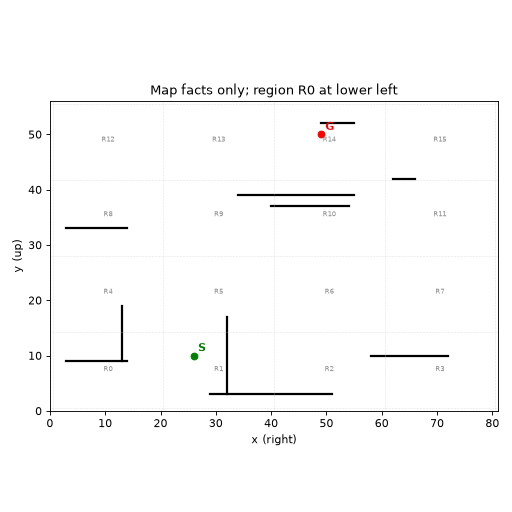 Map facts only; region R0 at lower left
G
R12 R13 R14 R15
R8 R9 R10 R11
R4 R5 R6 R7
S
R0 R1 R2 R3
50
40
30
20
10
0
0 10 20 30 40 50 60 70 80
y (up)
x (right)